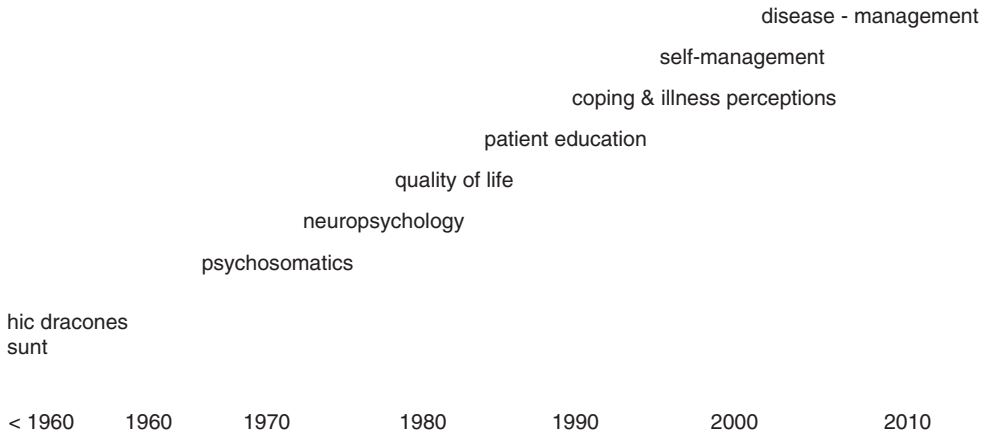 disease - management
self-management
coping & illness perceptions
patient education
quality of life
neuropsychology
psychosomatics
hic dracones
sunt
< 1960 1960 1970 1980 1990 2000 2010